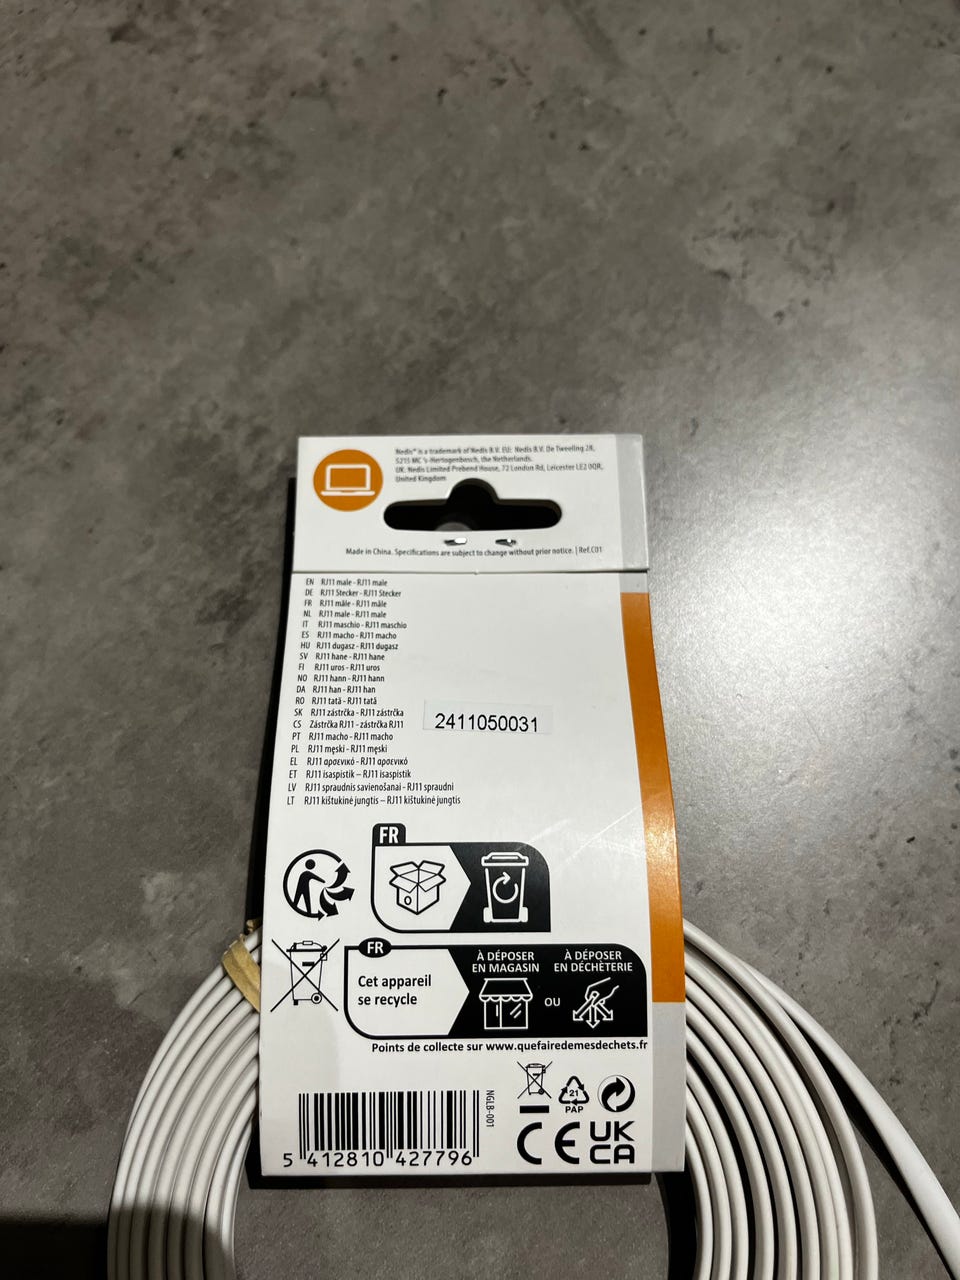 Nedis® is a trademark of Nedis B.V. EU: Nedis B.V. De Tweeling 28,
5215 MC 's-Hertogenbosch, the Netherlands.
UK: Nedis Limited Prebend House, 72 London Rd, Leicester LE2 0QR,
United Kingdom
Made in China. Specifications are subject to change without prior notice. | Ref.C01
EN RJ11 male - RJ11 male
DE RJ11 Stecker - RJ11 Stecker
FR RJ11 mâle - RJ11 mâle
NL RJ11 male - RJ11 male
IT RJ11 maschio - RJ11 maschio
ES RJ11 macho - RJ11 macho
HU RJ11 dugasz - RJ11 dugasz
SV RJ11 hane - RJ11 hane
FI RJ11 uros - RJ11 uros
NO RJ11 hann - RJ11 hann
DA RJ11 han - RJ11 han
RO RJ11 tată - RJ11 tată
SK RJ11 zástrčka - RJ11 zástrčka
CS Zástrčka RJ11 - zástrčka RJ11
PT RJ11 macho - RJ11 macho
PL RJ11 męski - RJ11 męski
EL RJ11 αρσενικό - RJ11 αρσενικό
ET RJ11 isaspistik – RJ11 isaspistik
LV RJ11 spraudnis savienošanai - RJ11 spraudni
LT RJ11 kištukinė jungtis – RJ11 kištukinė jungtis
2411050031
FR
FR
Cet appareil
se recycle
À DÉPOSER
EN MAGASIN
OU
À DÉPOSER
EN DÉCHÈTERIE
Points de collecte sur www.quefairedemesdechets.fr
NGLB-001
5 412810 427796
21
PAP
CE
UK
CA